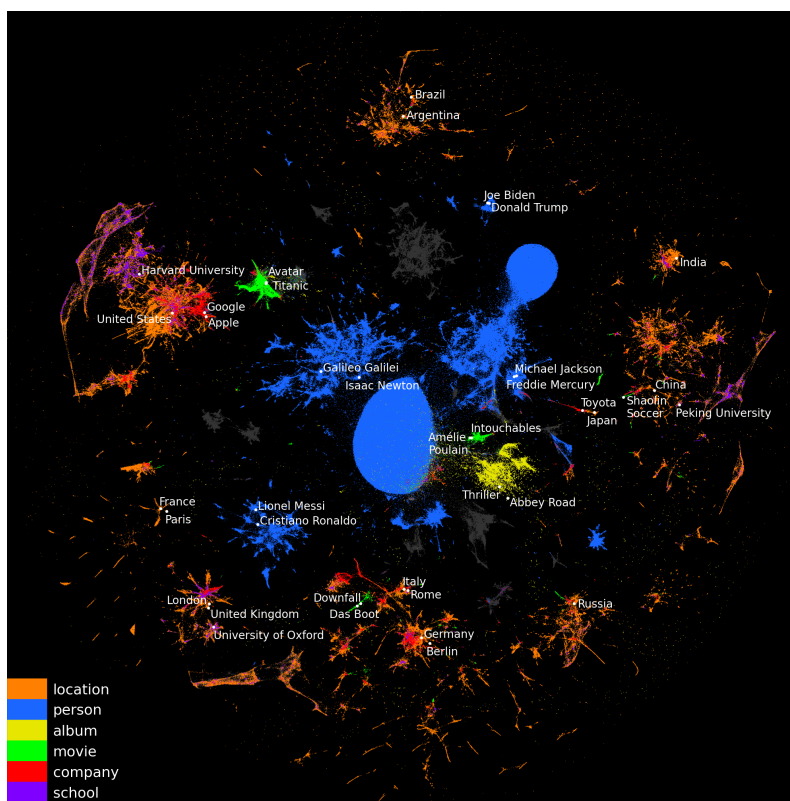 Brazil
Argentina
Joe Biden
Donald Trump
India
Harvard University
Avatar
Titanic
Google
United States
Apple
Galileo Galilei
Isaac Newton
Michael Jackson
Freddie Mercury
China
Toyota
Shaolin
Soccer
Japan
Peking University
Intouchables
Amélie
Poulain
Thriller
Abbey Road
France
Paris
Lionel Messi
Cristiano Ronaldo
Italy
Rome
Downfall
Das Boot
London
United Kingdom
University of Oxford
Germany
Berlin
Russia
location
person
album
movie
company
school